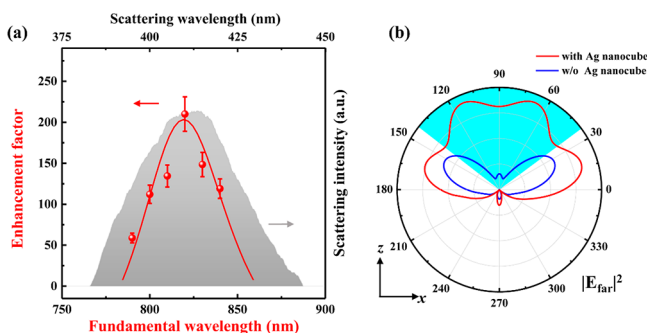 (a)
Scattering wavelength (nm)
375 400 425 450
Enhancement factor
250
200
150
100
50
0
Scattering intensity (a.u.)
750 800 850 900
Fundamental wavelength (nm)
(b)
with Ag nanocube
w/o Ag nanocube
90
120 60
150 30
180 0
210 330
240 300
270
z
x
|E_far|²